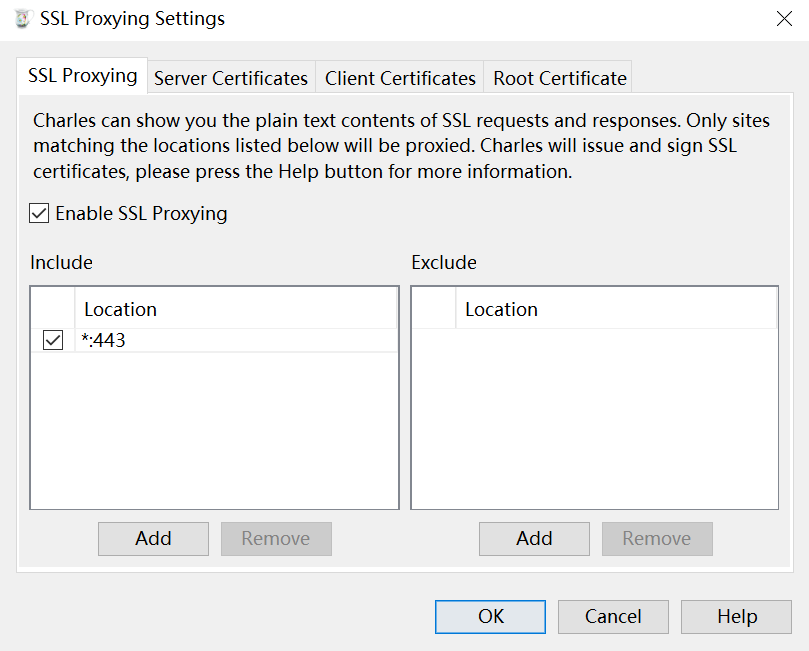 SSL Proxying Settings
SSL Proxying
Server Certificates
Client Certificates
Root Certificate
Charles can show you the plain text contents of SSL requests and responses. Only sites
matching the locations listed below will be proxied. Charles will issue and sign SSL
certificates, please press the Help button for more information.
Enable SSL Proxying
Include
Exclude
Location
Location
*:443
Add
Remove
Add
Remove
OK
Cancel
Help